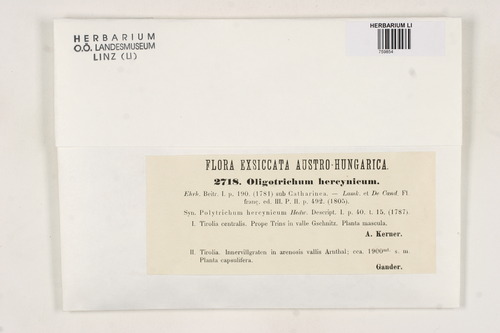 HERBARIUM
O.Ö. LANDESMUSEUM
LINZ (LI)
HERBARIUM LI
789854
FLORA EXSICCATA AUSTRO-HUNGARICA.
2718. Oligotrichum hercynicum.
Ehrh. Beitr. I. p. 190. (1781) sub Catharinea. — Lamk. et De Cand. Fl.
franç. ed. III. P. II. p. 492. (1805).
Syn. Polytrichum hercynicum Hedw. Descript. I. p. 40. t. 15. (1787).
I. Tirolia centralis. Prope Trins in valle Gschnitz. Planta mascula.
A. Kerner.
II. Tirolia. Innervillgraten in arenosis vallis Arnthal; cca. 1900mt. s. m
Planta capsulifera.
Gander.